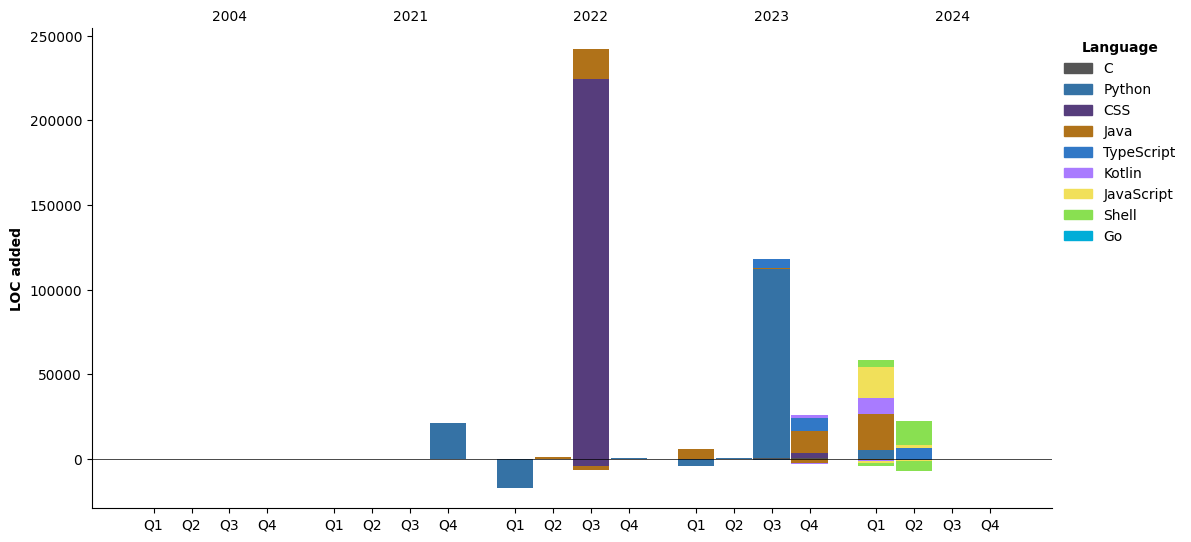 2004 2021 2022 2023 2024
250000
200000
150000
100000
50000
0
LOC added
Q1 Q2 Q3 Q4 Q1 Q2 Q3 Q4 Q1 Q2 Q3 Q4 Q1 Q2 Q3 Q4 Q1 Q2 Q3 Q4
Language
C
Python
CSS
Java
TypeScript
Kotlin
JavaScript
Shell
Go